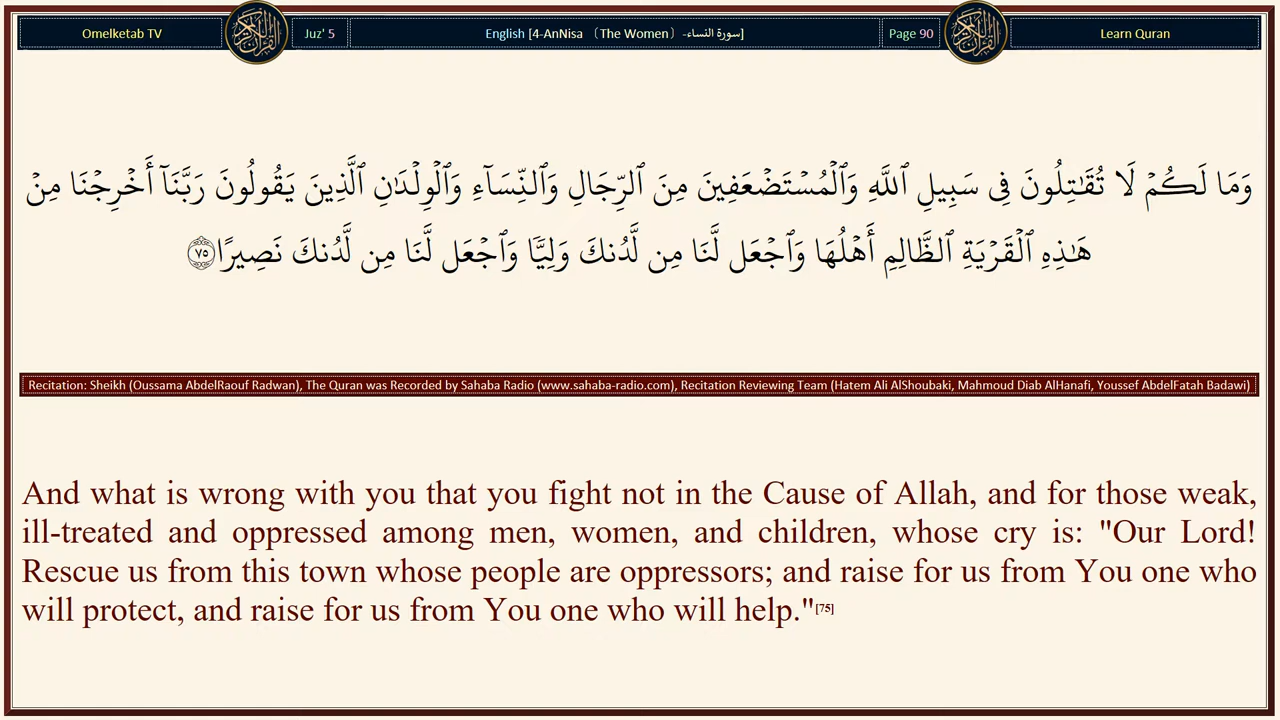 Omelketab TV
Juz' 5
English [4-AnNisa (The Women) -سورة النساء]
Page 90
Learn Quran
وَمَا لَكُمۡ لَا تُقَٰتِلُونَ فِي سَبِيلِ ٱللَّهِ وَٱلۡمُسۡتَضۡعَفِينَ مِنَ ٱلرِّجَالِ وَٱلنِّسَآءِ وَٱلۡوِلۡدَٰنِ ٱلَّذِينَ يَقُولُونَ رَبَّنَآ أَخۡرِجۡنَا مِنۡ
هَٰذِهِ ٱلۡقَرۡيَةِ ٱلظَّالِمِ أَهۡلُهَا وَٱجۡعَل لَّنَا مِن لَّدُنكَ وَلِيّٗا وَٱجۡعَل لَّنَا مِن لَّدُنكَ نَصِيرًا ٧٥
Recitation: Sheikh (Oussama AbdelRaouf Radwan), The Quran was Recorded by Sahaba Radio (www.sahaba-radio.com), Recitation Reviewing Team (Hatem Ali AlShoubaki, Mahmoud Diab AlHanafi, Youssef AbdelFatah Badawi)
And what is wrong with you that you fight not in the Cause of Allah, and for those weak,
ill-treated and oppressed among men, women, and children, whose cry is: "Our Lord!
Rescue us from this town whose people are oppressors; and raise for us from You one who
will protect, and raise for us from You one who will help."[75]